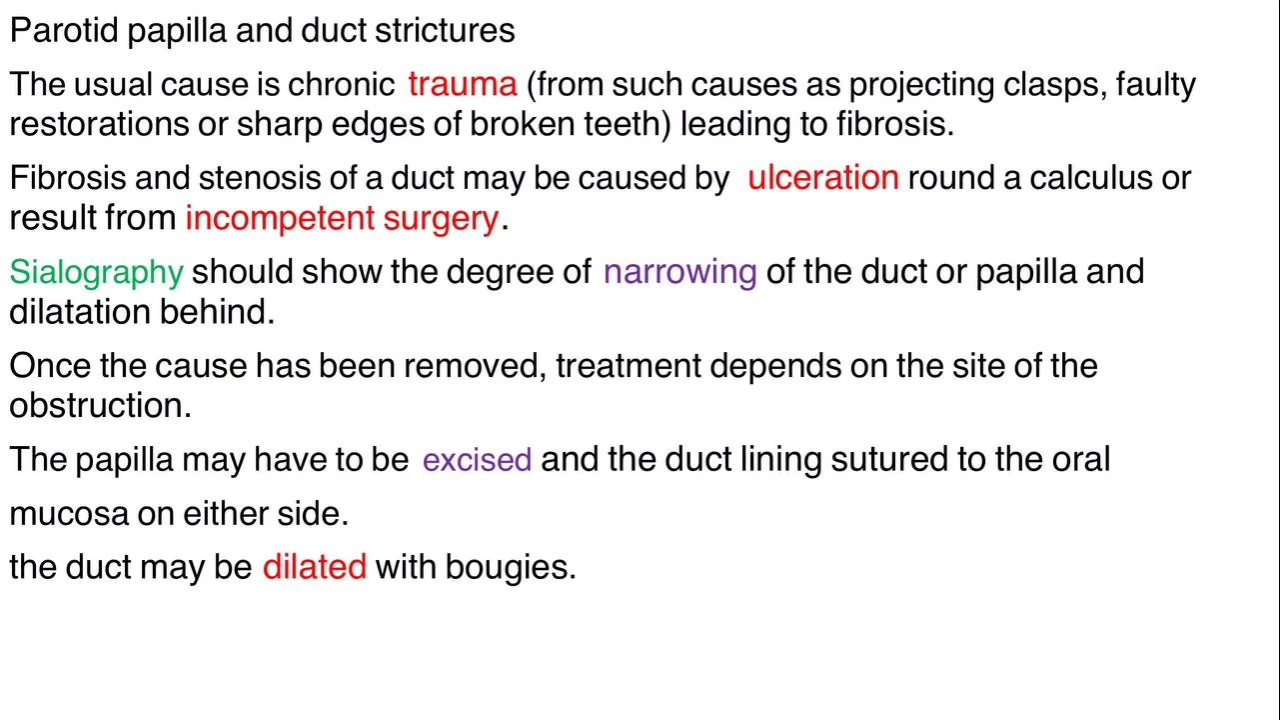 Parotid papilla and duct strictures
The usual cause is chronic trauma (from such causes as projecting clasps, faulty
restorations or sharp edges of broken teeth) leading to fibrosis.
Fibrosis and stenosis of a duct may be caused by ulceration round a calculus or
result from incompetent surgery.
Sialography should show the degree of narrowing of the duct or papilla and
dilatation behind.
Once the cause has been removed, treatment depends on the site of the
obstruction.
The papilla may have to be excised and the duct lining sutured to the oral
mucosa on either side.
the duct may be dilated with bougies.